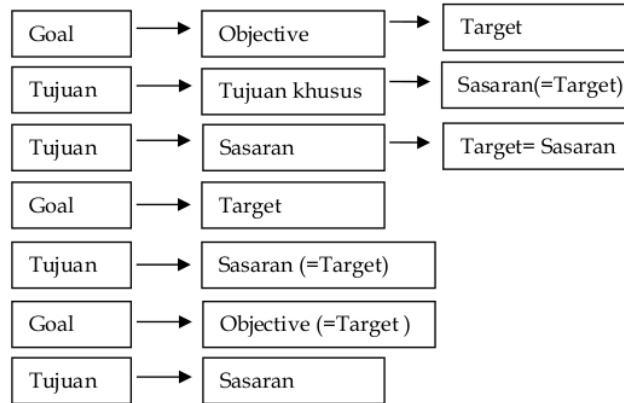 Goal Objective Target
Tujuan Tujuan khusus Sasaran(=Target)
Tujuan Sasaran Target= Sasaran
Goal Target
Tujuan Sasaran (=Target)
Goal Objective (=Target )
Tujuan Sasaran